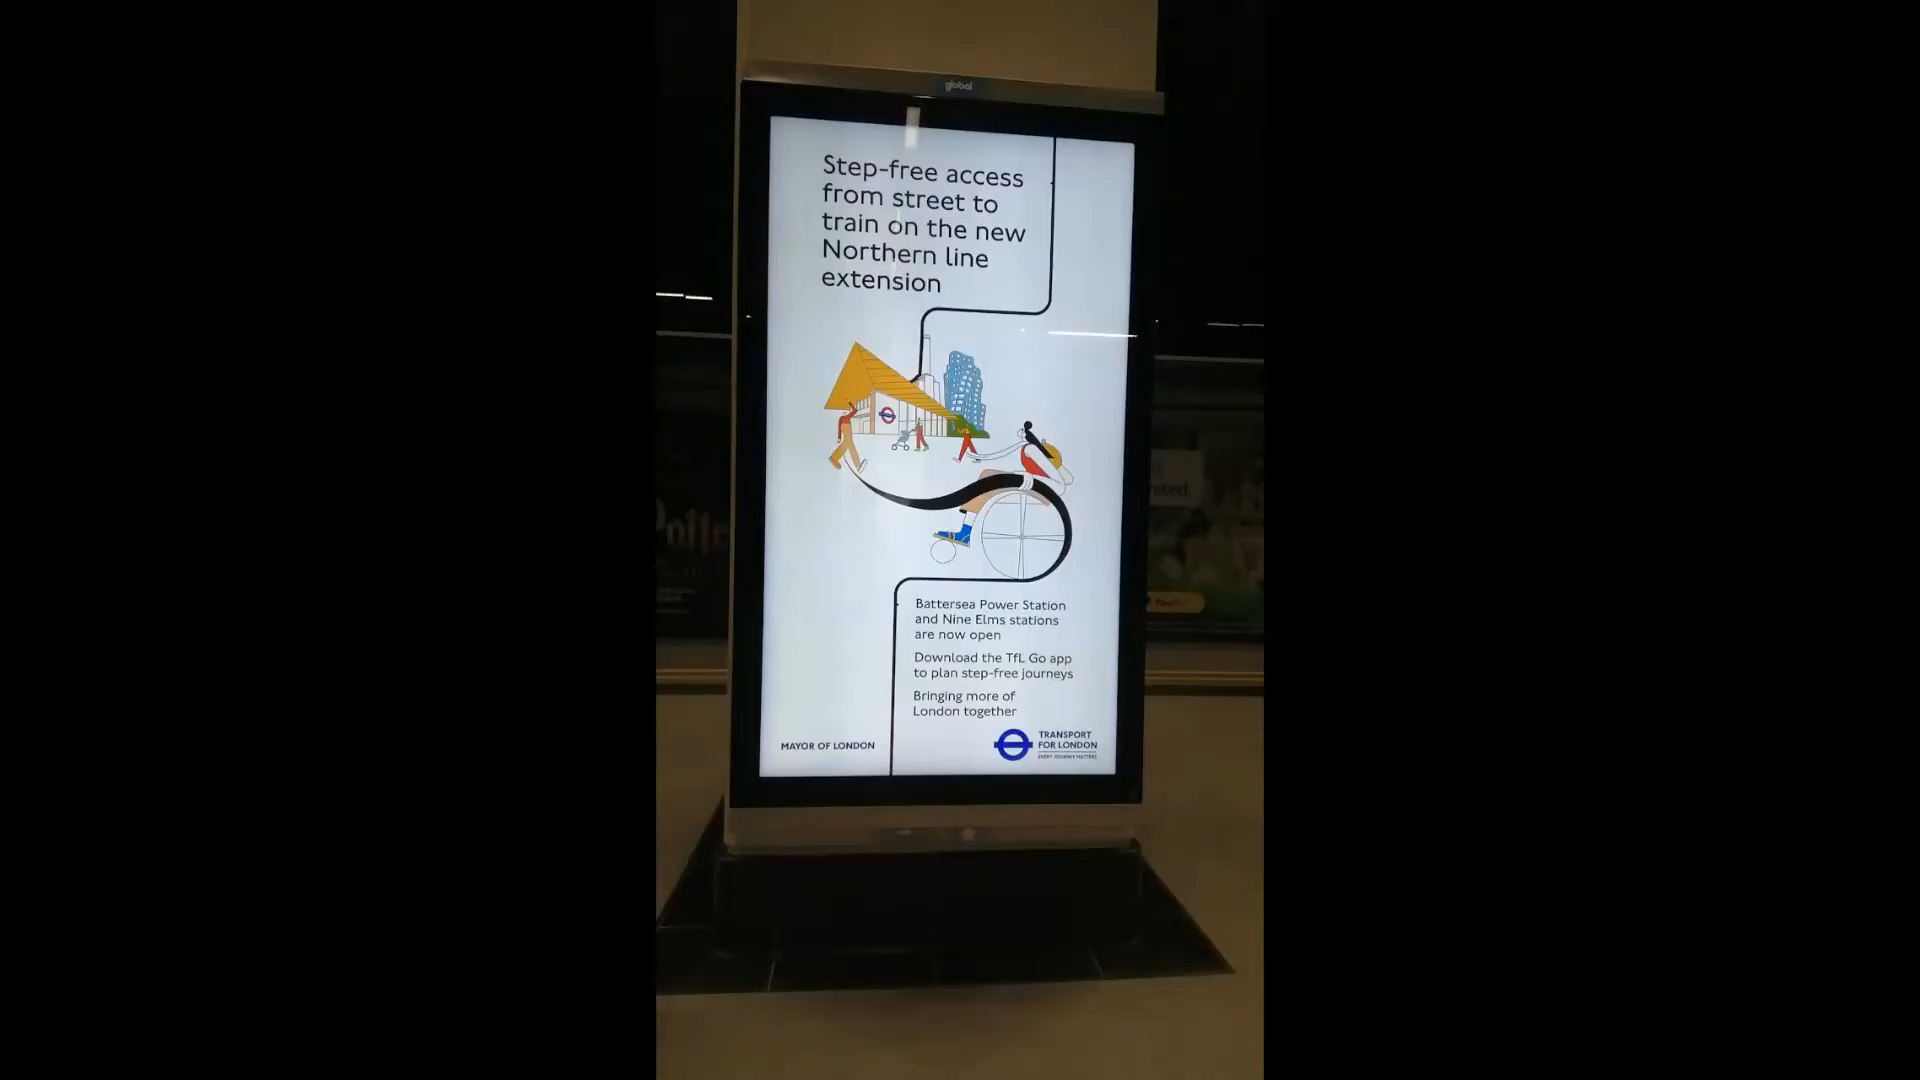 global
Step-free access
from street to
train on the new
Northern line
extension
Battersea Power Station
and Nine Elms stations
are now open
Download the TfL Go app
to plan step-free journeys
Bringing more of
London together
MAYOR OF LONDON
TRANSPORT
FOR LONDON
EVERY JOURNEY MATTERS